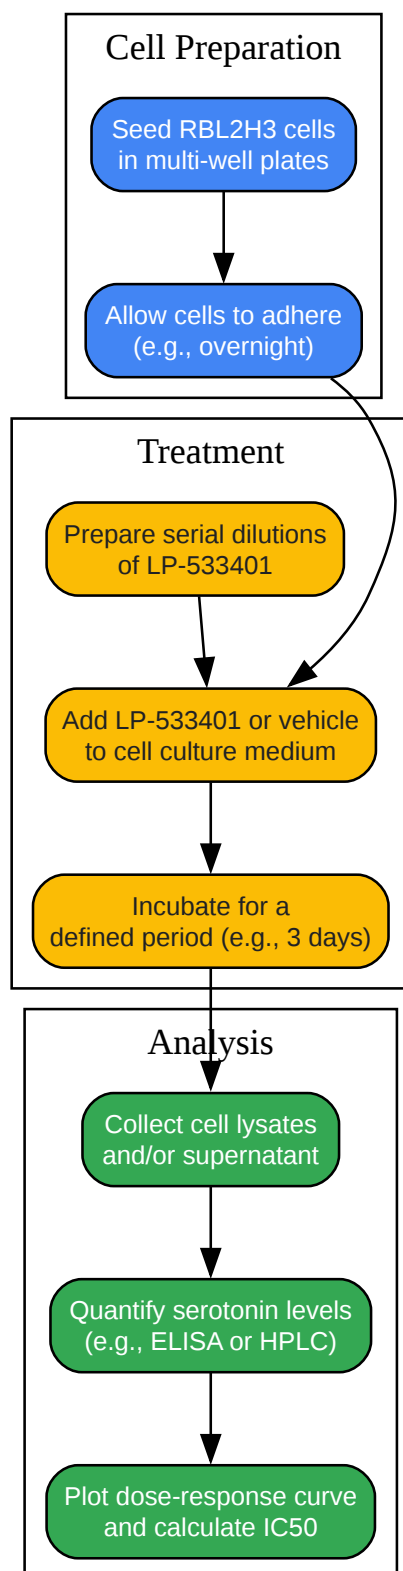 Cell Preparation
Seed RBL2H3 cells
in multi-well plates
Allow cells to adhere
(e.g., overnight)
Treatment
Prepare serial dilutions
of LP-533401
Add LP-533401 or vehicle
to cell culture medium
Incubate for a
defined period (e.g., 3 days)
Analysis
Collect cell lysates
and/or supernatant
Quantify serotonin levels
(e.g., ELISA or HPLC)
Plot dose-response curve
and calculate IC50